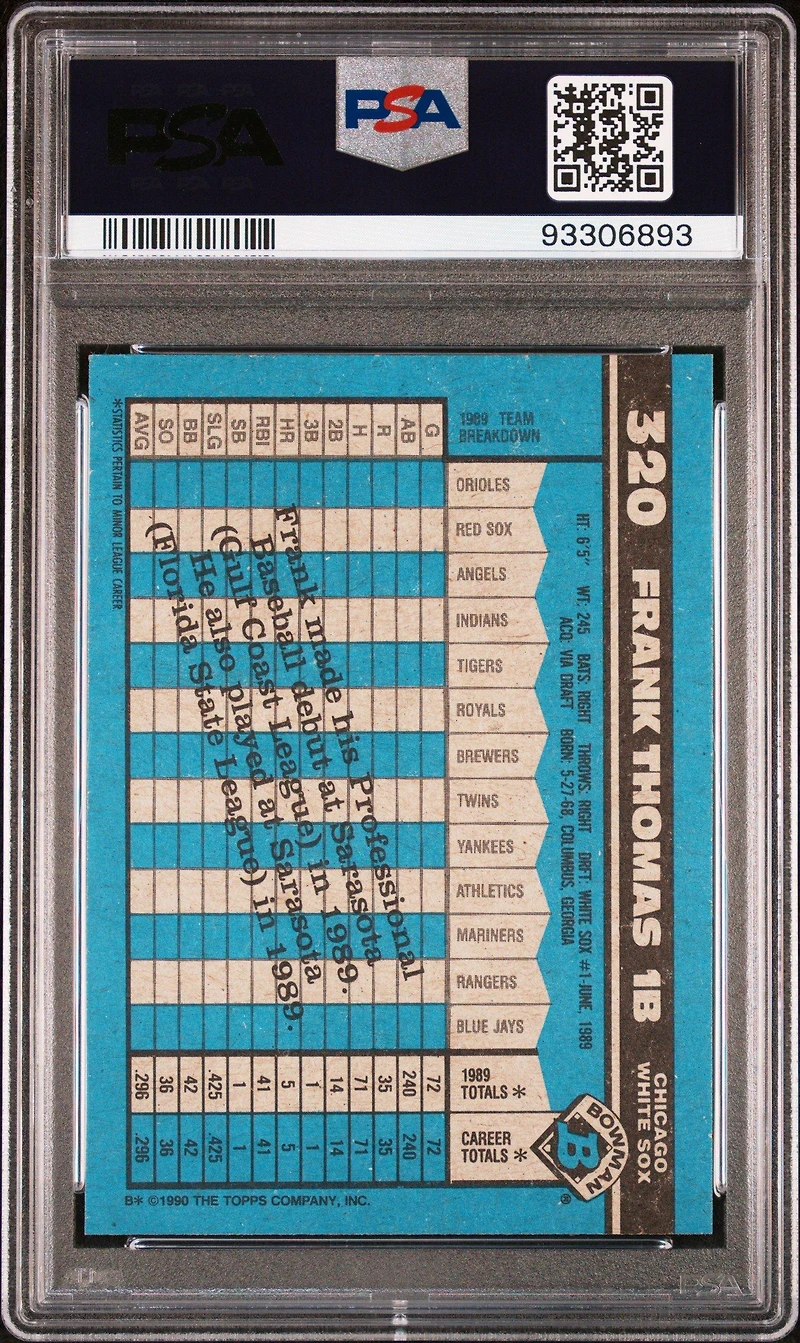 PSA
PSA
93306893
320 FRANK THOMAS 1B
CHICAGO
WHITE SOX
HT: 6'5" WT: 245 BATS: RIGHT THROWS: RIGHT DRFT: WHITE SOX #1-JUNE, 1989
ACQ: VIA DRAFT BORN: 5-27-68, COLUMBUS, GEORGIA
BOWMAN
B
®
1989 TEAM
BREAKDOWN
G AB R H 2B 3B HR RBI SB SLG BB SO AVG
ORIOLES
RED SOX
ANGELS
INDIANS
TIGERS
ROYALS
BREWERS
TWINS
YANKEES
ATHLETICS
MARINERS
RANGERS
BLUE JAYS
1989
TOTALS *
72 240 35 71 14 1 5 41 1 .425 42 36 .296
CAREER
TOTALS *
72 240 35 71 14 1 5 41 1 .425 42 36 .296
Frank made his Professional
Baseball debut at Sarasota
(Gulf Coast League) in 1989.
He also played at Sarasota
(Florida State League) in 1989.
*STATISTICS PERTAIN TO MINOR LEAGUE CAREER
B* ©1990 THE TOPPS COMPANY, INC.
PSA